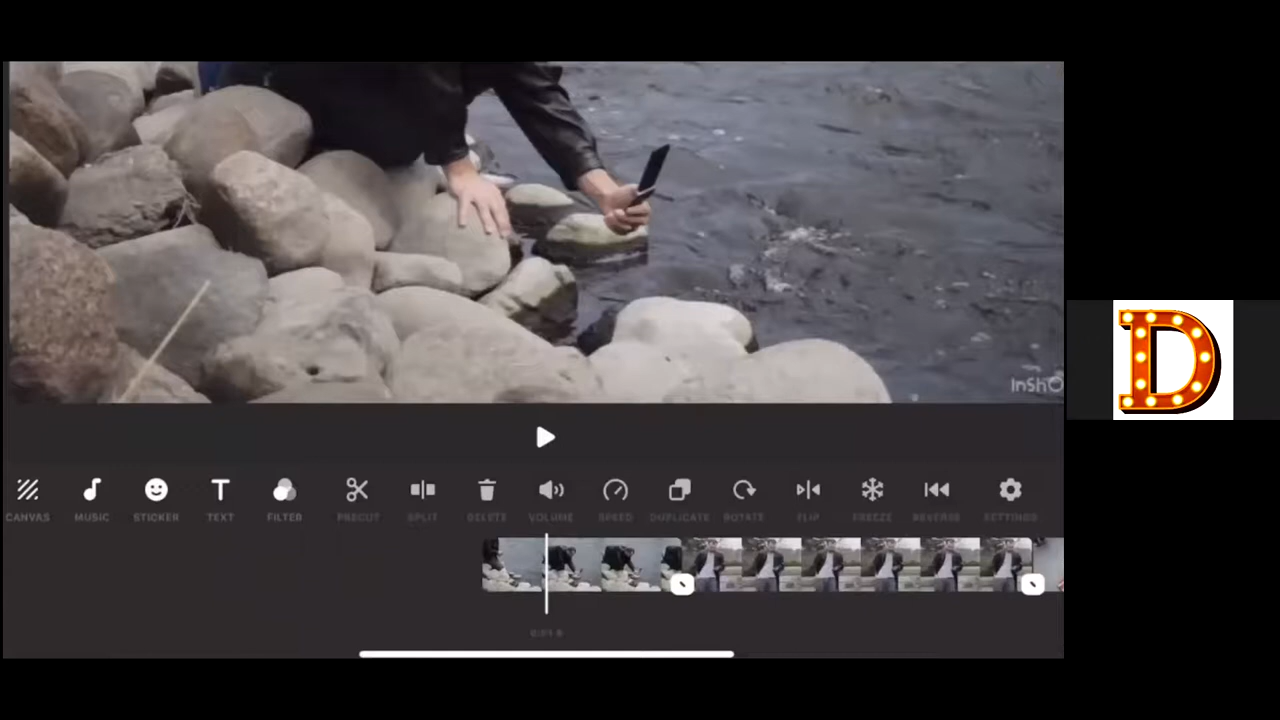 InShO
CANVAS MUSIC STICKER TEXT FILTER PRECUT SPLIT DELETE VOLUME SPEED DUPLICATE ROTATE FLIP FREEZE REVERSE SETTINGS
D